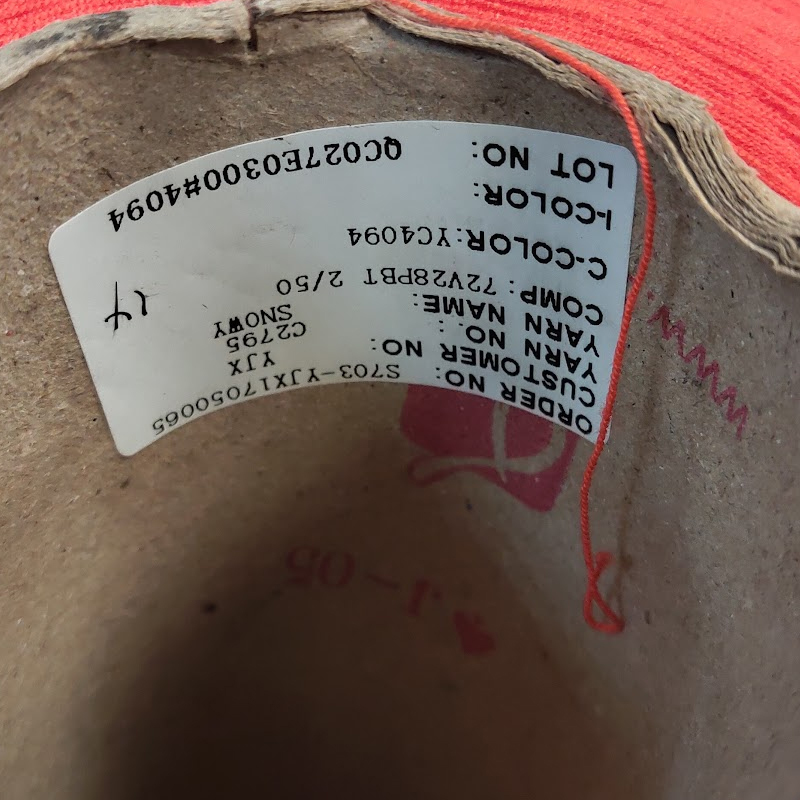 ORDER NO: S703-YJX17050065
CUSTOMER NO: YJX
YARN NO.: C2795
YARN NAME: SNOWY
COMP: 72V28PBT 2/50
C-COLOR: YC4094
I-COLOR:
LOT NO: QC027E0300#4094
J-05